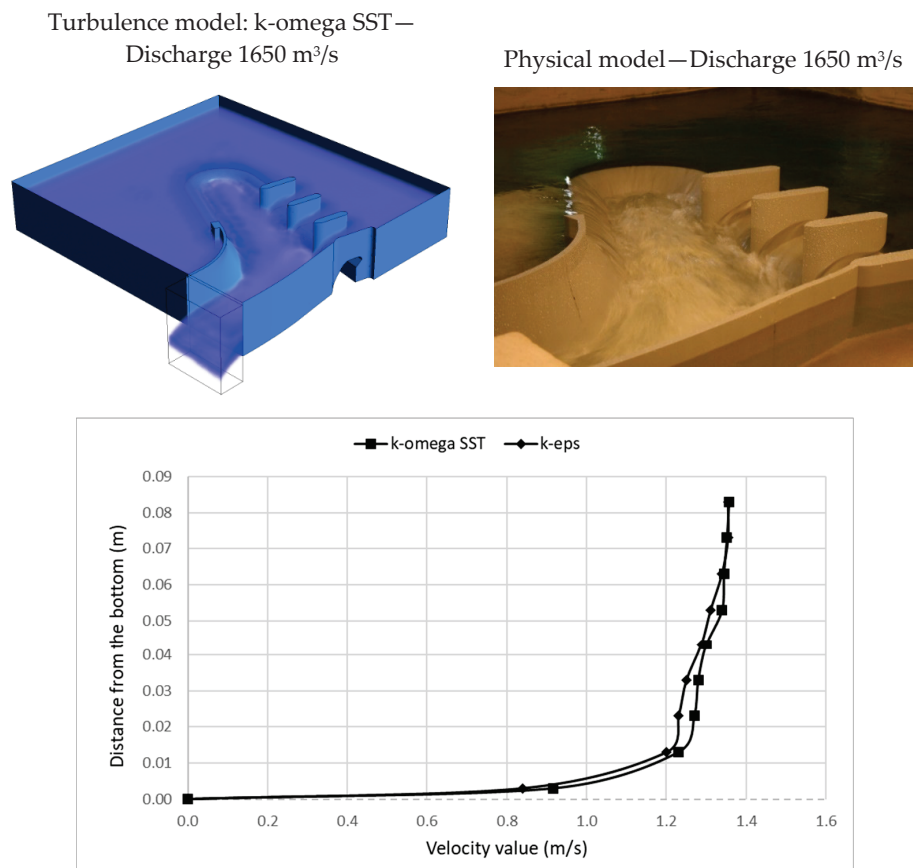 Turbulence model: k-omega SST—
Discharge 1650 m³/s
Physical model—Discharge 1650 m³/s
k-omega SST
k-eps
0.09
0.08
0.07
0.06
0.05
0.04
0.03
0.02
0.01
0.00
Distance from the bottom (m)
0.0 0.2 0.4 0.6 0.8 1.0 1.2 1.4 1.6
Velocity value (m/s)